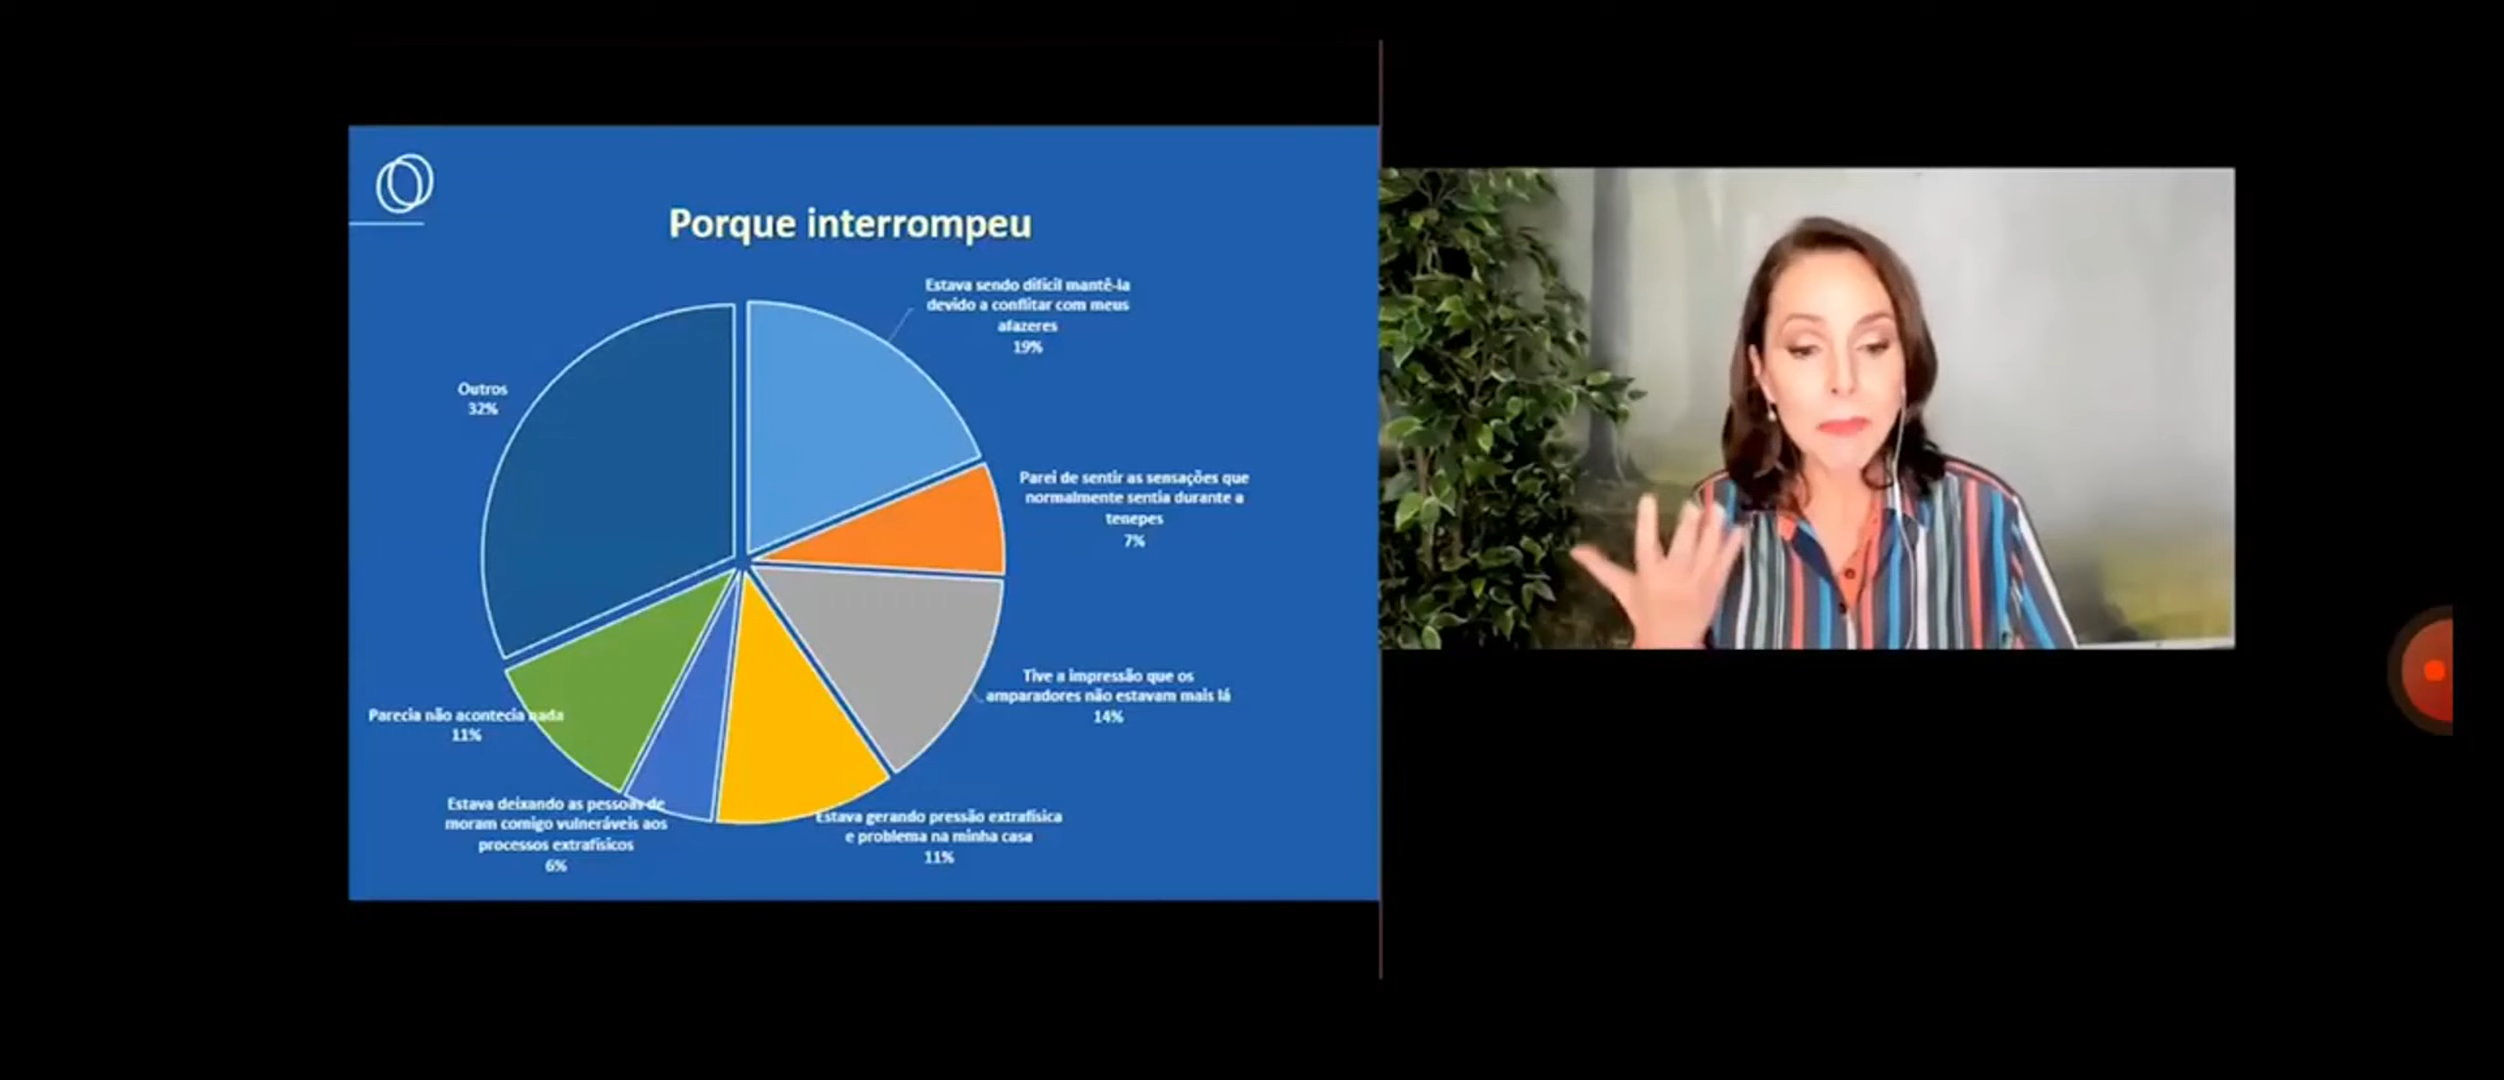 Porque interrompeu
Estava sendo difícil mantê-la
devido a conflitar com meus
afazeres
19%
Outros
32%
Parei de sentir as sensações que
normalmente sentia durante a
tenepes
7%
Tive a impressão que os
amparadores não estavam mais lá
14%
Parecia não acontecia nada
11%
Estava deixando as pessoas de
moram comigo vulneráveis aos
processos extrafísicos
6%
Estava gerando pressão extrafísica
e problema na minha casa
11%